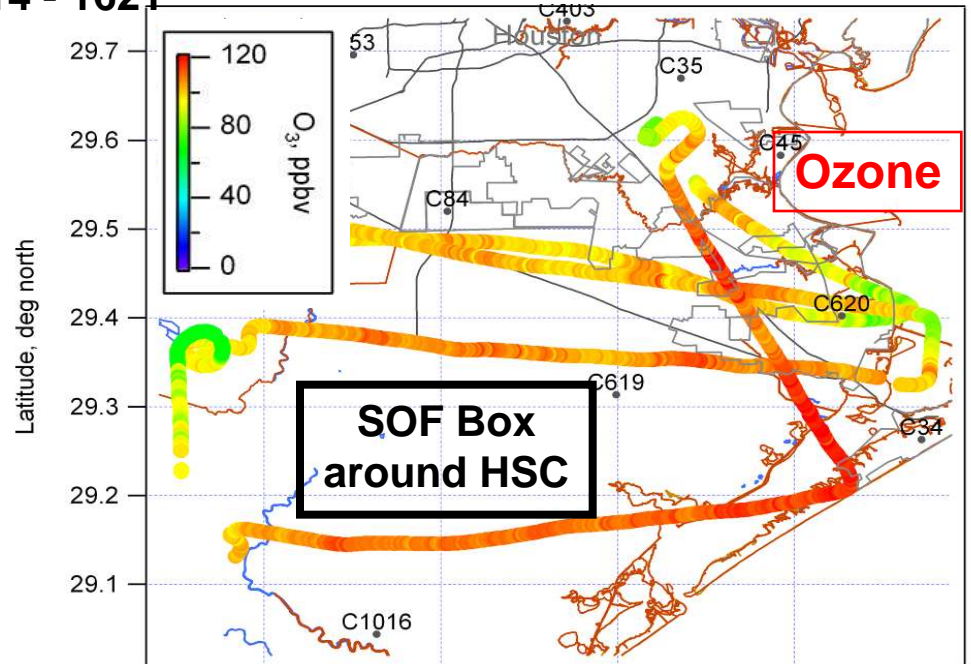 14 - 1621
C403
29.7
120
53
Houston
C35
80
O3, ppbv
29.6
C45
Ozone
40
C84
29.5
0
29.4
C620
Latitude, deg north
C619
29.3
SOF Box
around HSC
C34
29.2
29.1
C1016